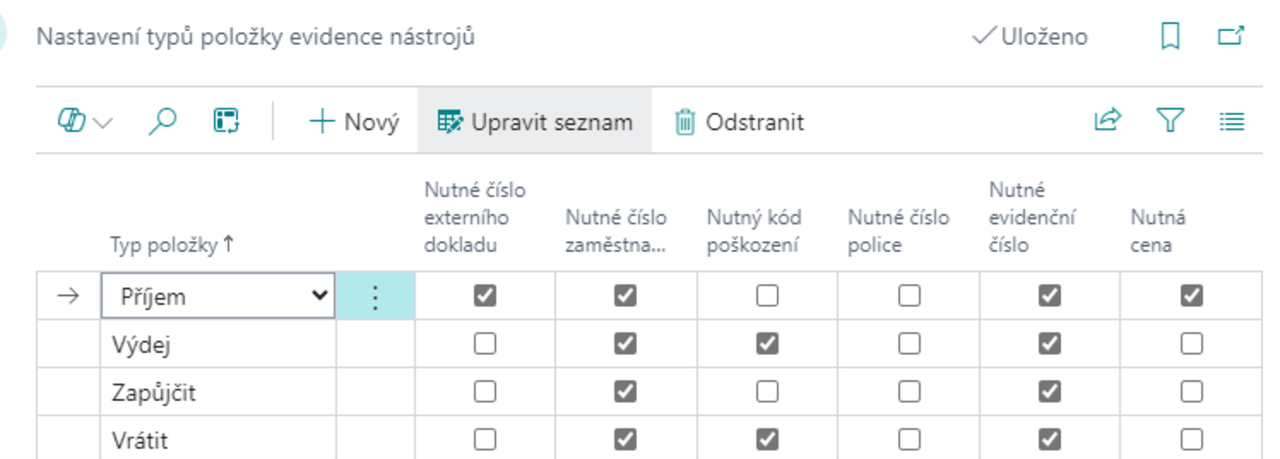 Nastavení typů položky evidence nástrojů
Uloženo
Nový
Upravit seznam
Odstranit
Typ položky ↑
Nutné číslo
externího
dokladu
Nutné číslo
zaměstna...
Nutný kód
poškození
Nutné číslo
police
Nutné
evidenční
číslo
Nutná
cena
Příjem
Výdej
Zapůjčit
Vrátit